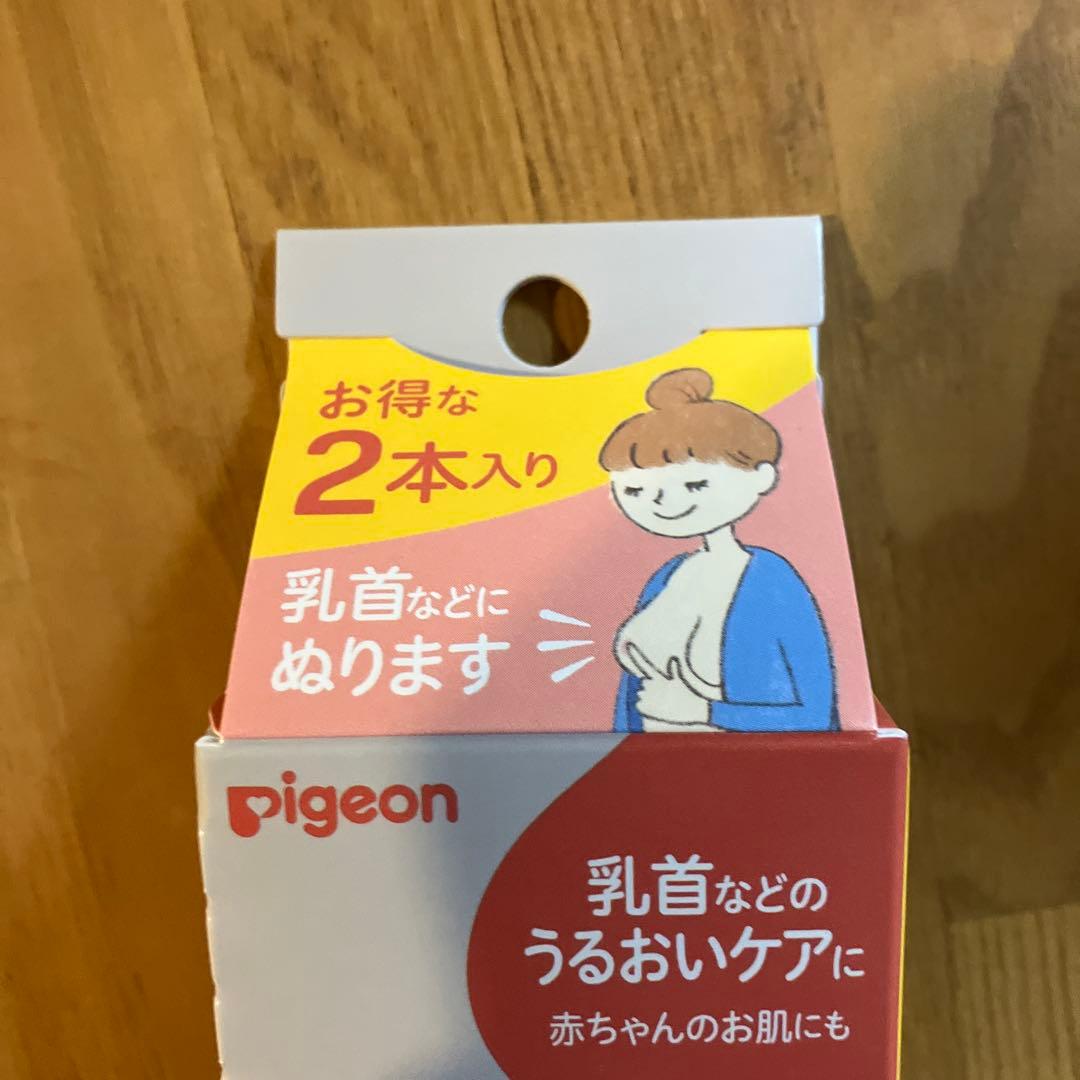 お得な
2本入り
乳首などに
ぬります
pigeon
乳首などの
うるおいケアに
赤ちゃんのお肌にも